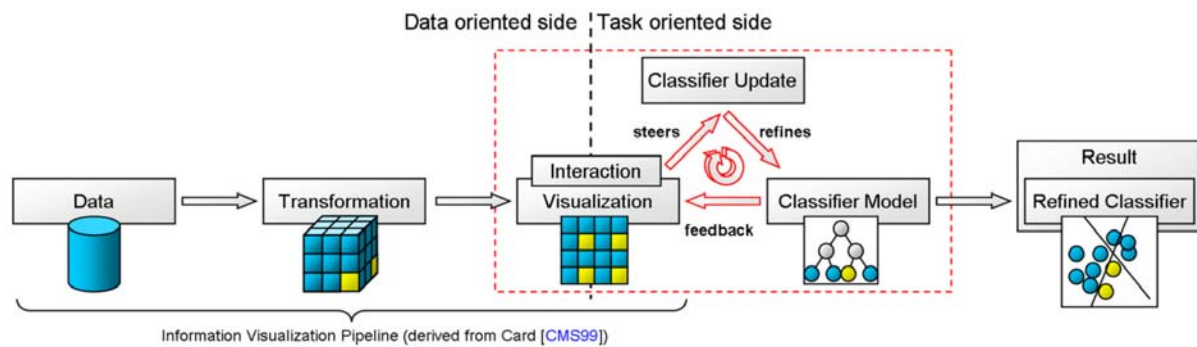 Data oriented side
Task oriented side
Classifier Update
steers
refines
Interaction
Result
Data
Transformation
Visualization
Classifier Model
Refined Classifier
feedback
Information Visualization Pipeline (derived from Card [CMS99])